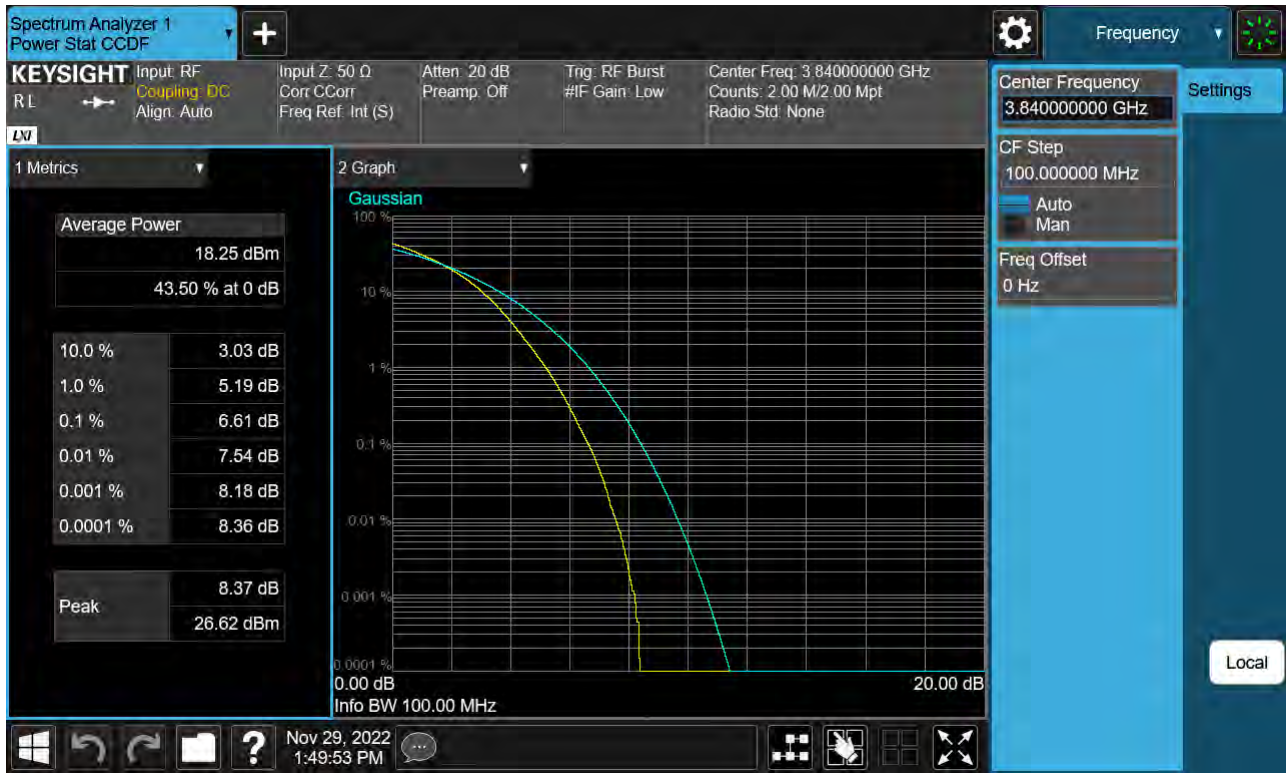 Spectrum Analyzer 1
Power Stat CCDF
+
Frequency
KEYSIGHT
RL
LXI
Input: RF
Coupling: DC
Align: Auto
Input Z: 50 Ω
Corr CCorr
Freq Ref: Int (S)
Atten: 20 dB
Preamp: Off
Trig: RF Burst
#IF Gain: Low
Center Freq: 3.840000000 GHz
Counts: 2.00 M/2.00 Mpt
Radio Std: None
Center Frequency
3.840000000 GHz
Settings
CF Step
100.000000 MHz
Auto
Man
Freq Offset
0 Hz
1 Metrics
Average Power
18.25 dBm
43.50 % at 0 dB
10.0 % 3.03 dB
1.0 % 5.19 dB
0.1 % 6.61 dB
0.01 % 7.54 dB
0.001 % 8.18 dB
0.0001 % 8.36 dB
Peak
8.37 dB
26.62 dBm
2 Graph
Gaussian
100 %
10 %
1 %
0.1 %
0.01 %
0.001 %
0.0001 %
0.00 dB
20.00 dB
Info BW 100.00 MHz
Local
?
Nov 29, 2022
1:49:53 PM